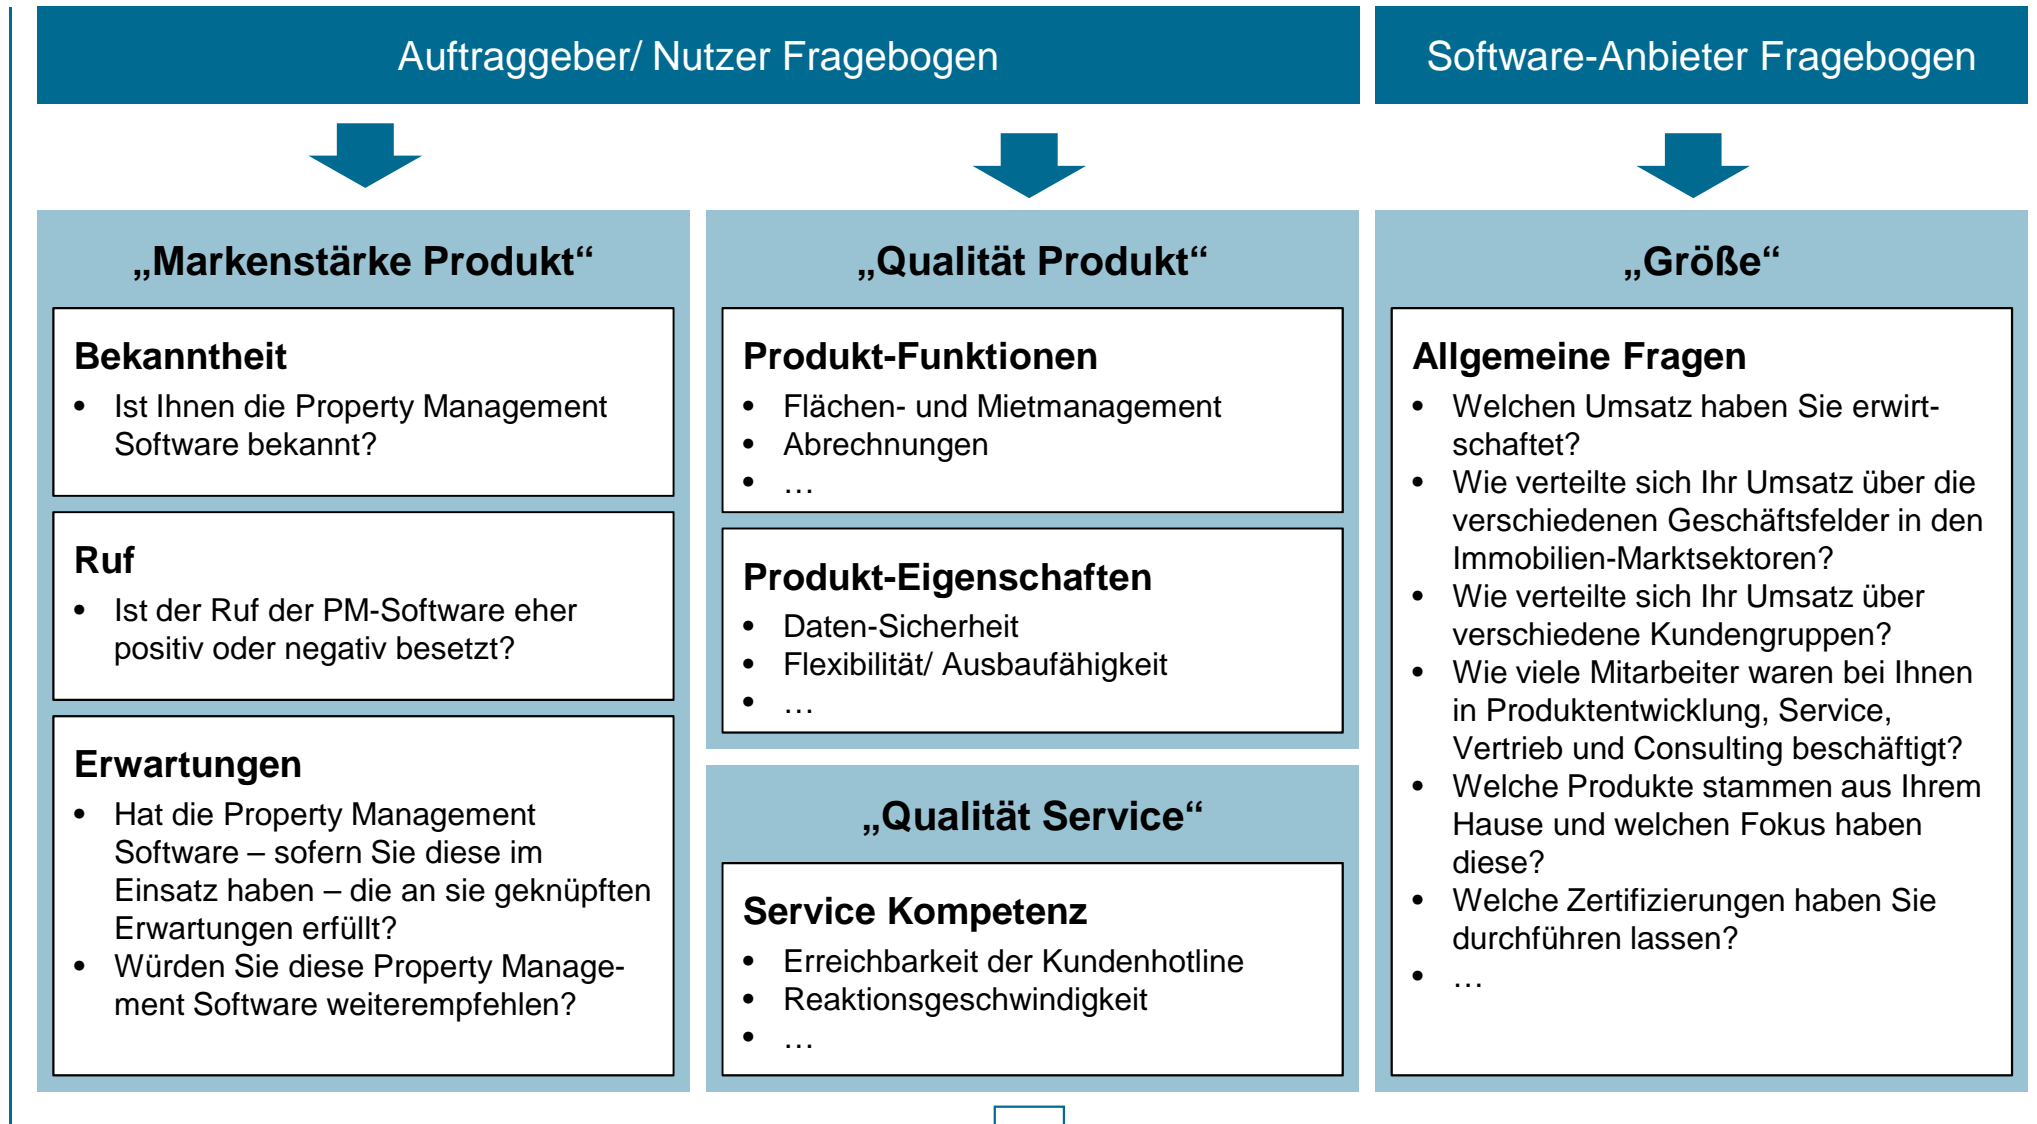 Auftraggeber/ Nutzer Fragebogen
Software-Anbieter Fragebogen
„Markenstärke Produkt“
Bekanntheit
• Ist Ihnen die Property Management
Software bekannt?
Ruf
• Ist der Ruf der PM-Software eher
positiv oder negativ besetzt?
Erwartungen
• Hat die Property Management
Software – sofern Sie diese im
Einsatz haben – die an sie geknüpften
Erwartungen erfüllt?
• Würden Sie diese Property Manage-
ment Software weiterempfehlen?
„Qualität Produkt“
Produkt-Funktionen
• Flächen- und Mietmanagement
• Abrechnungen
• …
Produkt-Eigenschaften
• Daten-Sicherheit
• Flexibilität/ Ausbaufähigkeit
• …
„Qualität Service“
Service Kompetenz
• Erreichbarkeit der Kundenhotline
• Reaktionsgeschwindigkeit
• …
„Größe“
Allgemeine Fragen
• Welchen Umsatz haben Sie erwirt-
schaftet?
• Wie verteilte sich Ihr Umsatz über die
verschiedenen Geschäftsfelder in den
Immobilien-Marktsektoren?
• Wie verteilte sich Ihr Umsatz über
verschiedene Kundengruppen?
• Wie viele Mitarbeiter waren bei Ihnen
in Produktentwicklung, Service,
Vertrieb und Consulting beschäftigt?
• Welche Produkte stammen aus Ihrem
Hause und welchen Fokus haben
diese?
• Welche Zertifizierungen haben Sie
durchführen lassen?
• …